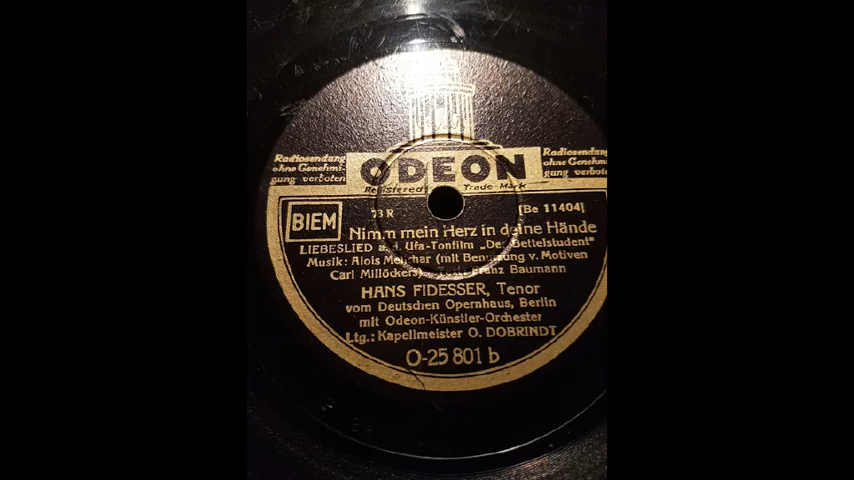 Radiosendung
ohne Genehmi-
gung verboten
ODEON
Registered Trade-Mark
Radiosendung
ohne Genehmi-
gung verboten
BIEM
73 R
[Be 11404]
Nimm mein Herz in deine Hände
LIEBESLIED a. d. Ufa-Tonfilm „Der Bettelstudent"
Musik: Alois Melichar (mit Benutzung v. Motiven
Carl Millöckers) Franz Baumann
HANS FIDESSER, Tenor
vom Deutschen Opernhaus, Berlin
mit Odeon-Künstler-Orchester
Ltg.: Kapellmeister O. DOBRINDT
O-25 801 b